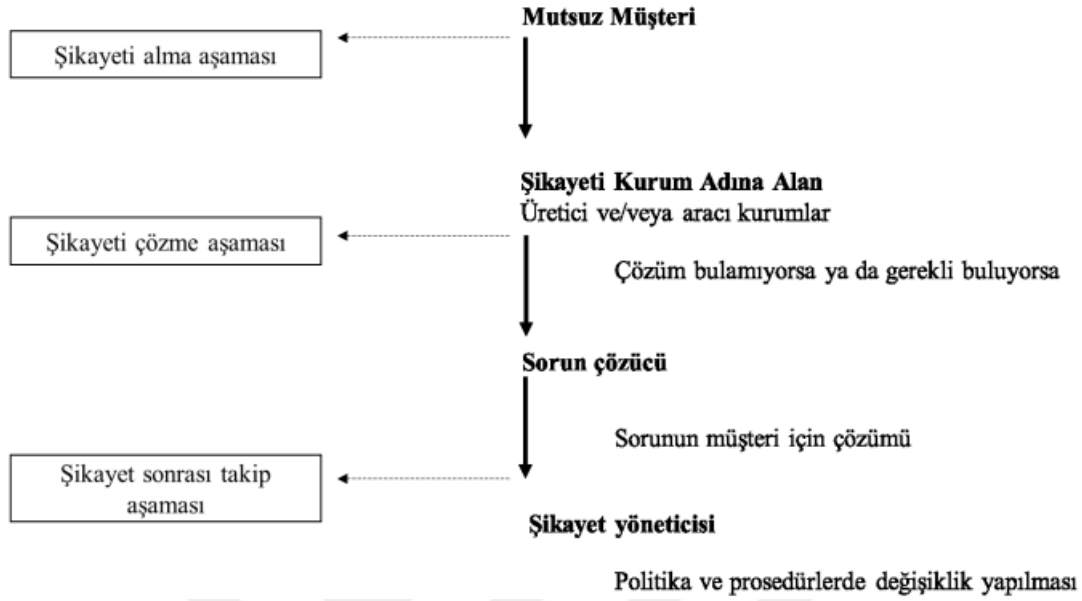 Mutsuz Müşteri
Şikayeti alma aşaması
Şikayeti Kurum Adına Alan
Üretici ve/veya aracı kurumlar
Şikayeti çözme aşaması
Çözüm bulamıyorsa ya da gerekli buluyorsa
Sorun çözücü
Sorunun müşteri için çözümü
Şikayet sonrası takip
aşaması
Şikayet yöneticisi
Politika ve prosedürlerde değişiklik yapılması